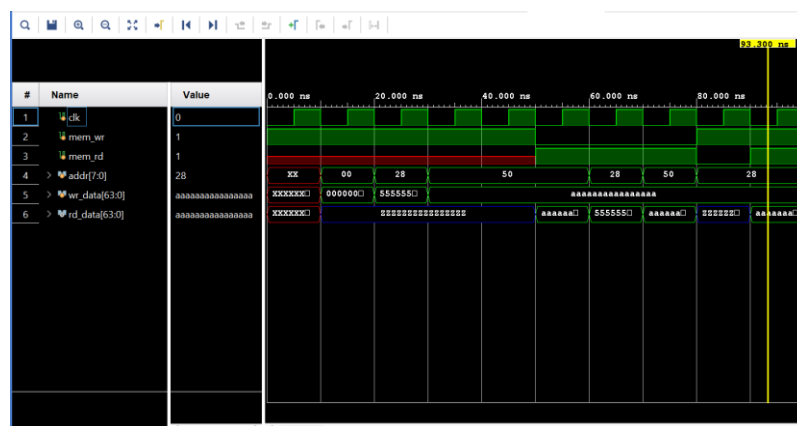 93.300 ns
# Name Value 0.000 ns 20.000 ns 40.000 ns 60.000 ns 80.000 ns
1 clk 0
2 mem_wr 1
3 mem_rd 1
4 addr[7:0] 28 XX 00 28 50 28 50 28
5 wr_data[63:0] aaaaaaaaaaaaaaaa XXXXXX 000000 555555 aaaaaaaaaaaaaaaa
6 rd_data[63:0] aaaaaaaaaaaaaaaa XXXXXX ZZZZZZZZZZZZZZZZ aaaaaa 555555 aaaaaa ZZZZZZ aaaaaa